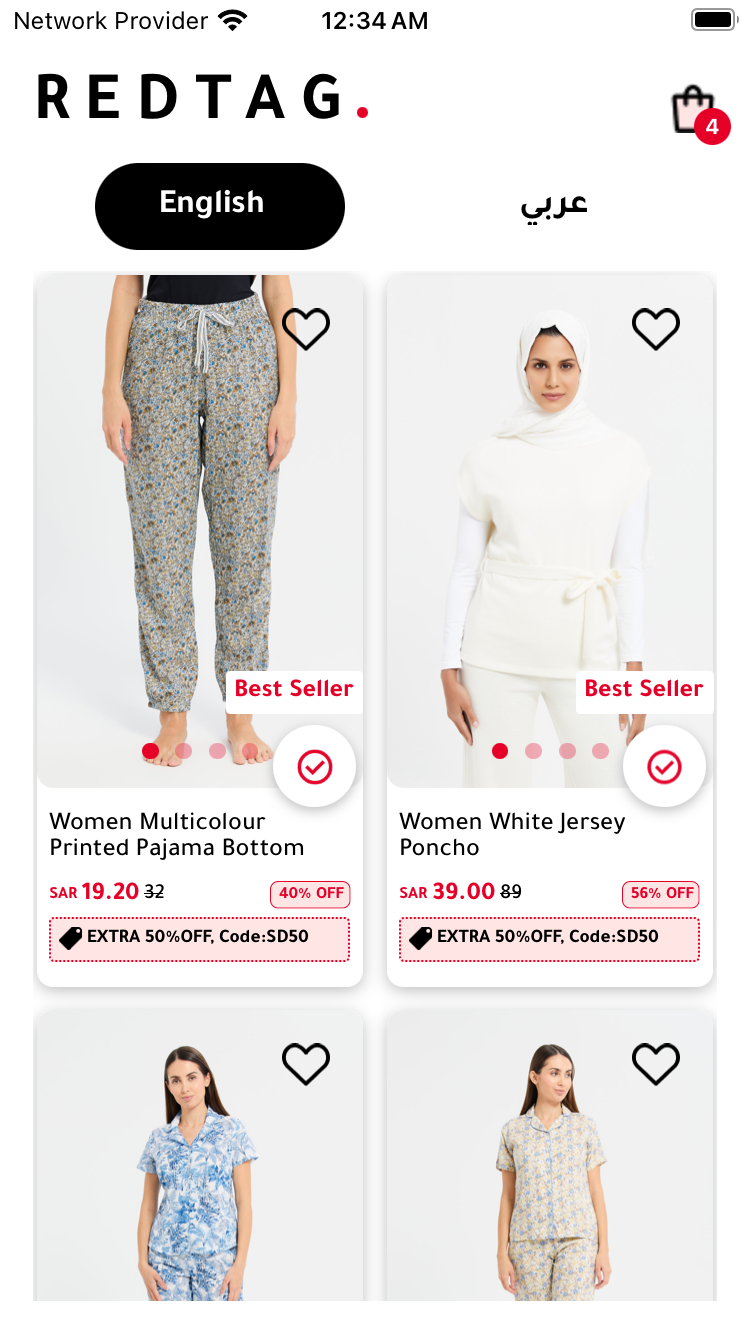 Network Provider 12:34 AM
REDTAG.
4
English عربي
Best Seller
Women Multicolour
Printed Pajama Bottom
SAR 19.20 32 40% OFF
EXTRA 50%OFF, Code:SD50
Best Seller
Women White Jersey
Poncho
SAR 39.00 89 56% OFF
EXTRA 50%OFF, Code:SD50